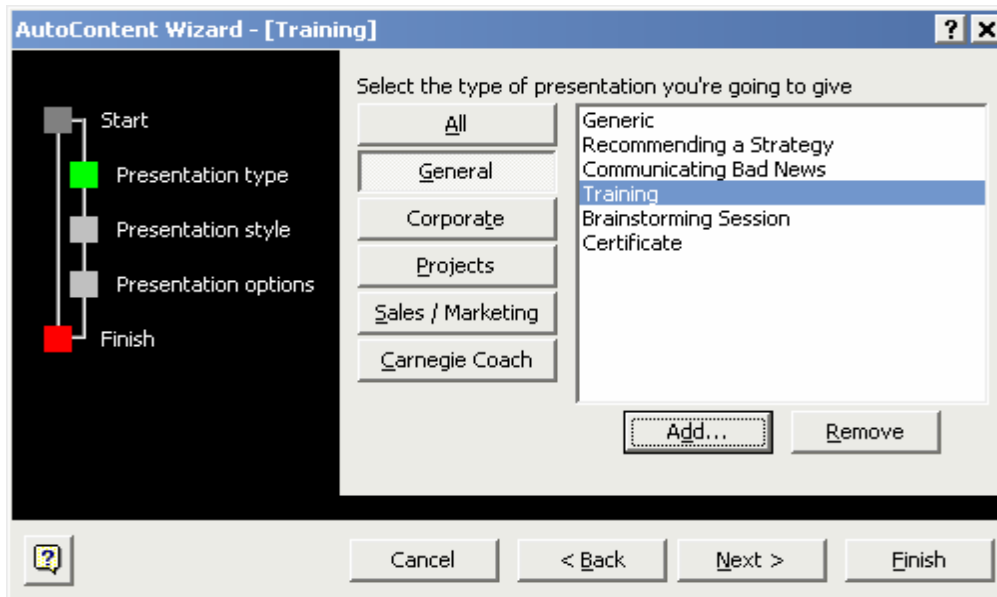 AutoContent Wizard - [Training]
Start
Presentation type
Presentation style
Presentation options
Finish
Select the type of presentation you're going to give
All
General
Corporate
Projects
Sales / Marketing
Carnegie Coach
Generic
Recommending a Strategy
Communicating Bad News
Training
Brainstorming Session
Certificate
Add...
Remove
Cancel
< Back
Next >
Finish